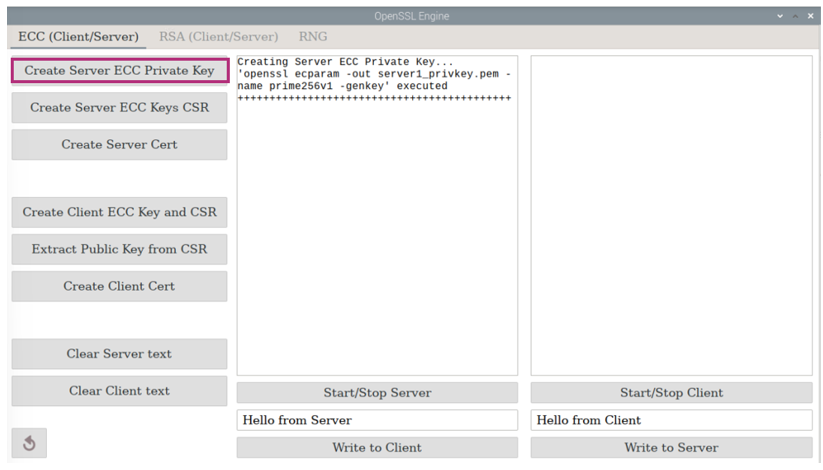 OpenSSL Engine
ECC (Client/Server) RSA (Client/Server) RNG
Create Server ECC Private Key
Create Server ECC Keys CSR
Create Server Cert
Create Client ECC Key and CSR
Extract Public Key from CSR
Create Client Cert
Clear Server text
Clear Client text
Creating Server ECC Private Key...
'openssl ecparam -out server1_privkey.pem -
name prime256v1 -genkey' executed
+++++++++++++++++++++++++++++++++++++++++++
Start/Stop Server
Hello from Server
Write to Client
Start/Stop Client
Hello from Client
Write to Server